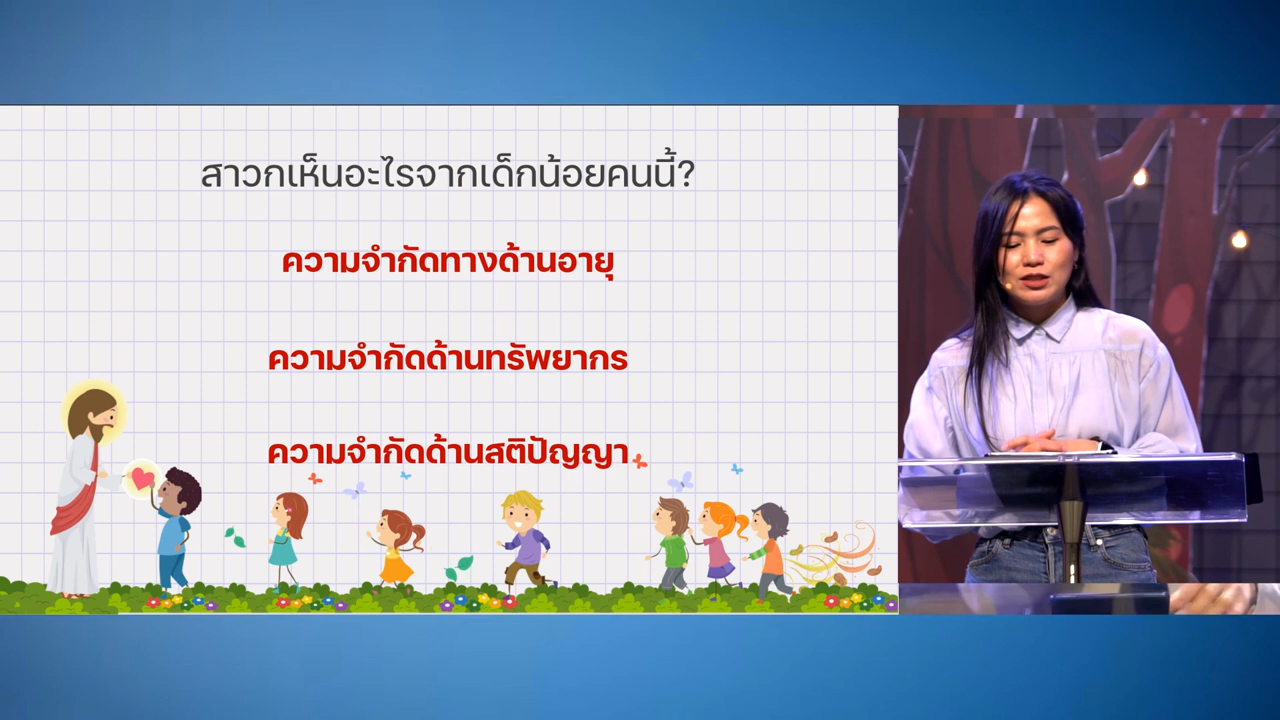 สาวกเห็นอะไรจากเด็กน้อยคนนี้?
ความจำกัดทางด้านอายุ
ความจำกัดด้านทรัพยากร
ความจำกัดด้านสติปัญญา